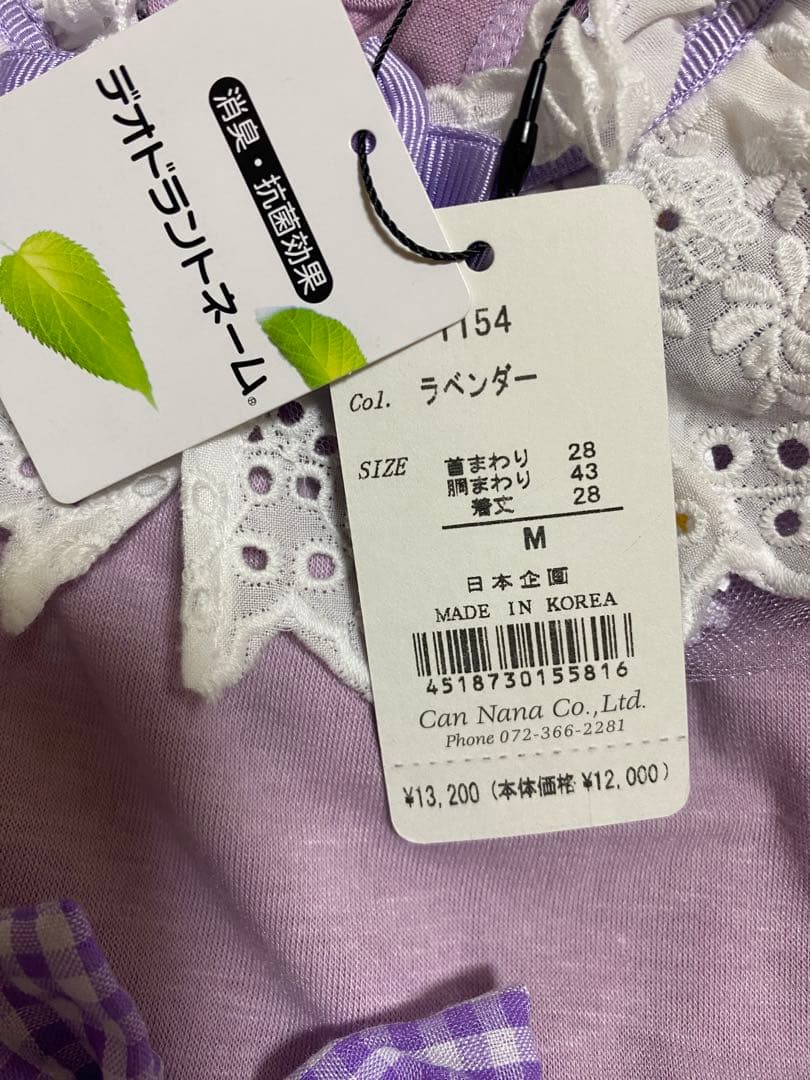 消臭・抗菌効果
デオドラントネーム®
1154
Col. ラベンダー
SIZE 首まわり 28
胴まわり 43
着丈 28
M
日本企画
MADE IN KOREA
4518730155816
Can Nana Co.,Ltd.
Phone 072-366-2281
¥13,200 (本体価格 ¥12,000)